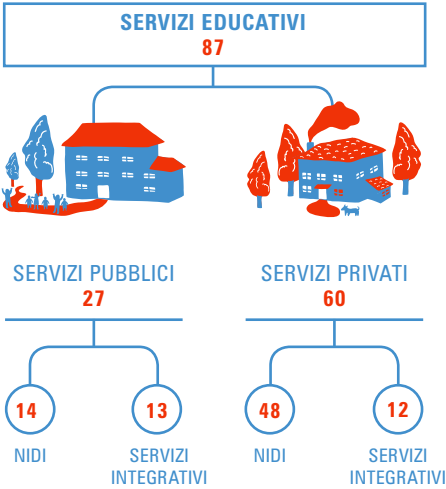 SERVIZI EDUCATIVI
87
SERVIZI PUBBLICI
27
SERVIZI PRIVATI
60
14
NIDI
13
SERVIZI
INTEGRATIVI
48
NIDI
12
SERVIZI
INTEGRATIVI